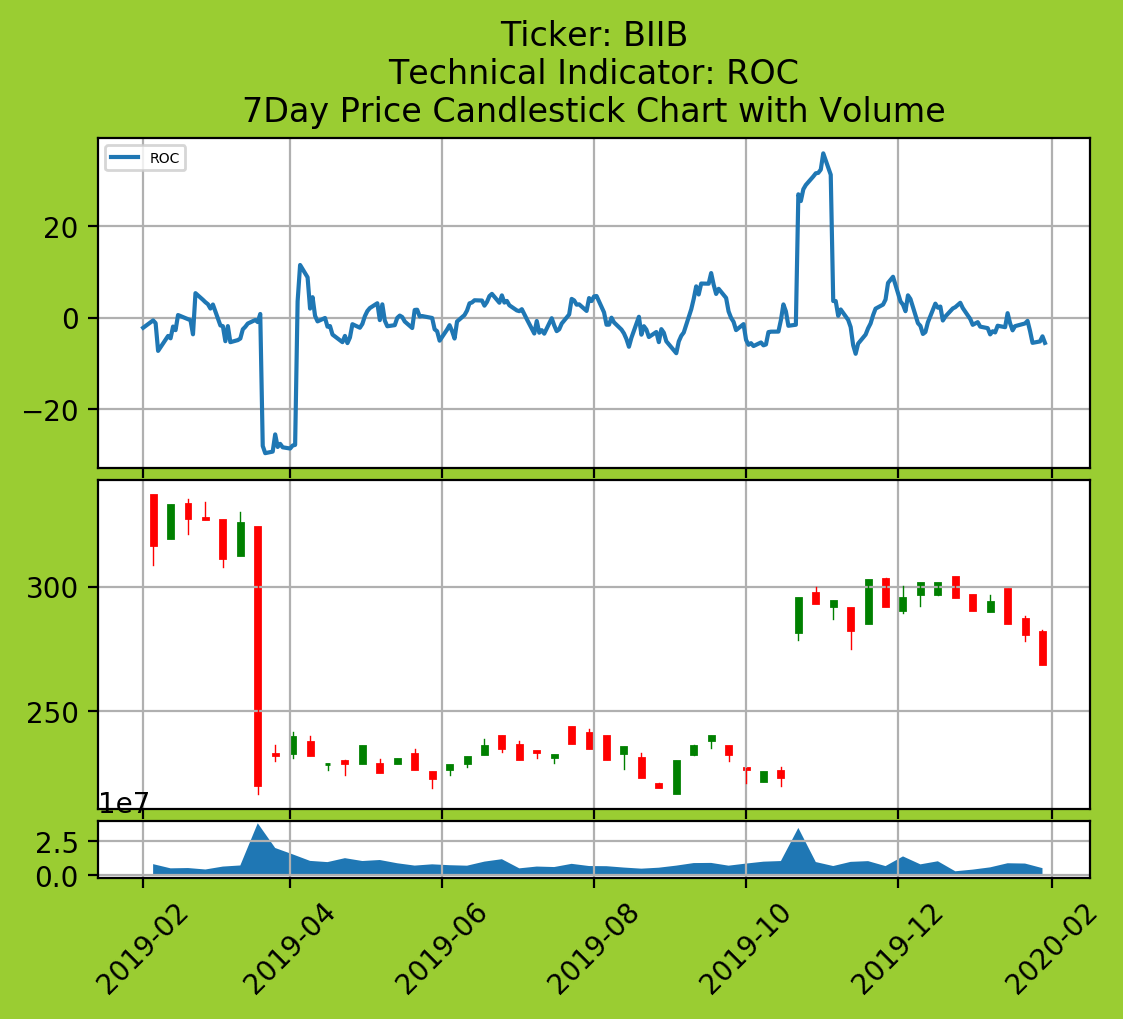 Ticker: BIIB
Technical Indicator: ROC
7Day Price Candlestick Chart with Volume
ROC
20
0
−20
300
250
1e7
2.5
0.0
2019-02
2019-04
2019-06
2019-08
2019-10
2019-12
2020-02